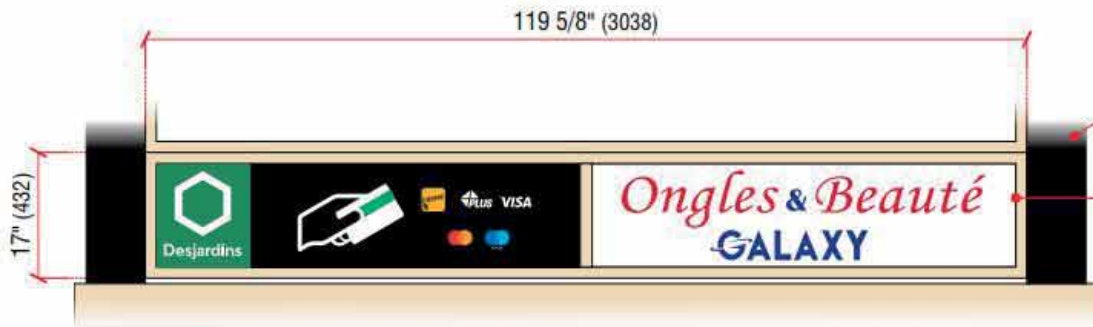 119 5/8" (3038)
17" (432)
Desjardins
PLUS VISA
Ongles & Beauté
GALAXY